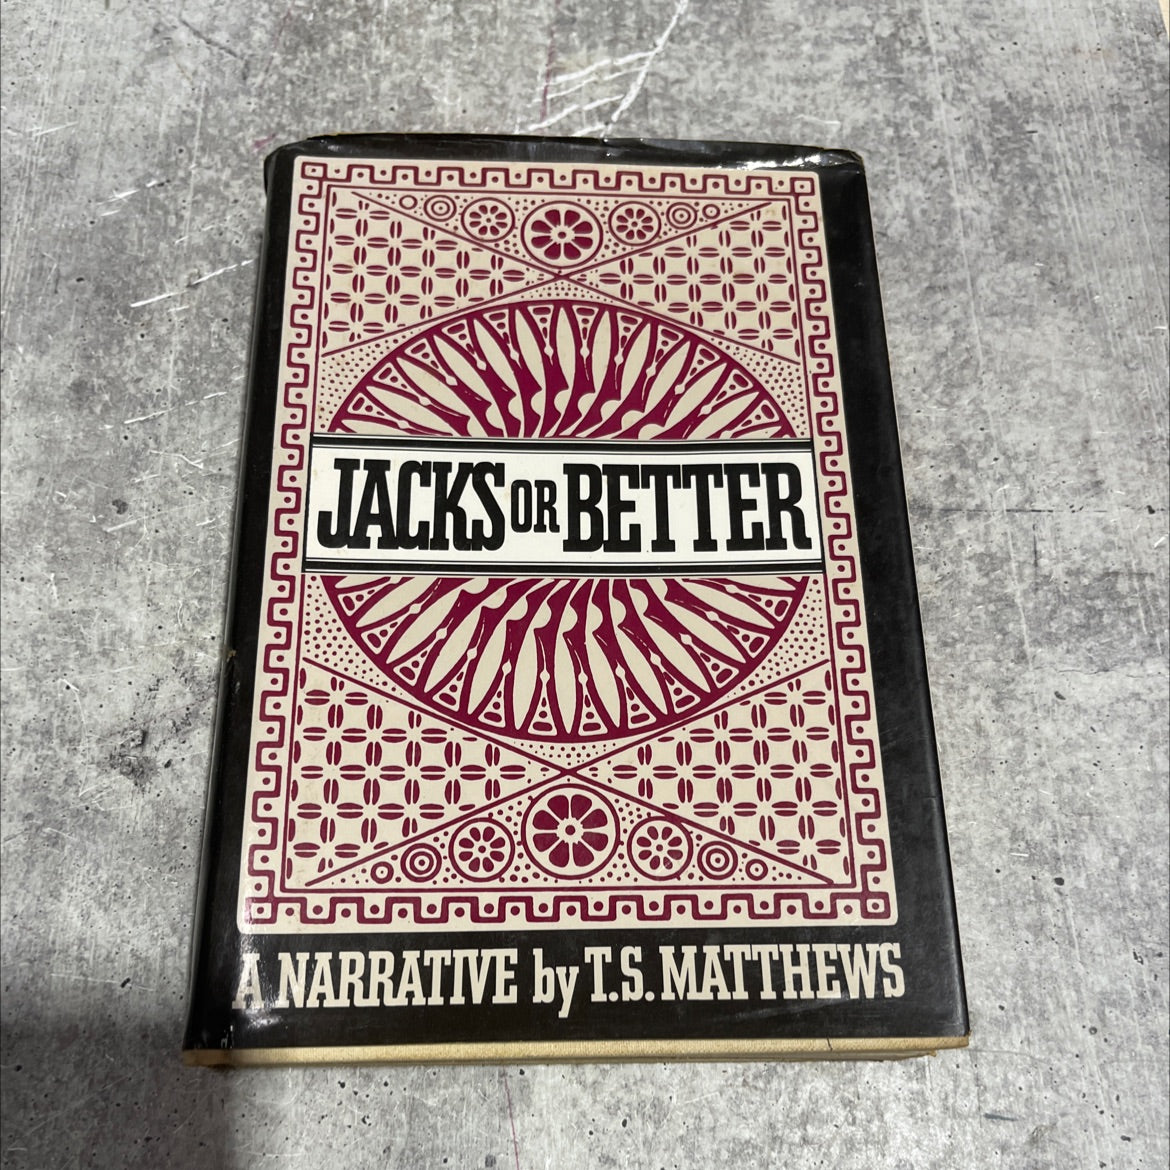 JACKS OR BETTER
A NARRATIVE by T.S. MATTHEWS